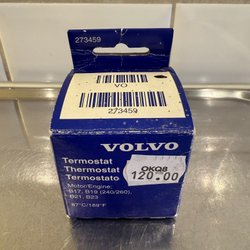 273459
VO
273459
VOLVO
Termostat
Thermostat
Termostato
Motor/Engine:
B17, B19 (240/260),
B21, B23
87°C/189°F
OKQ8
120.00